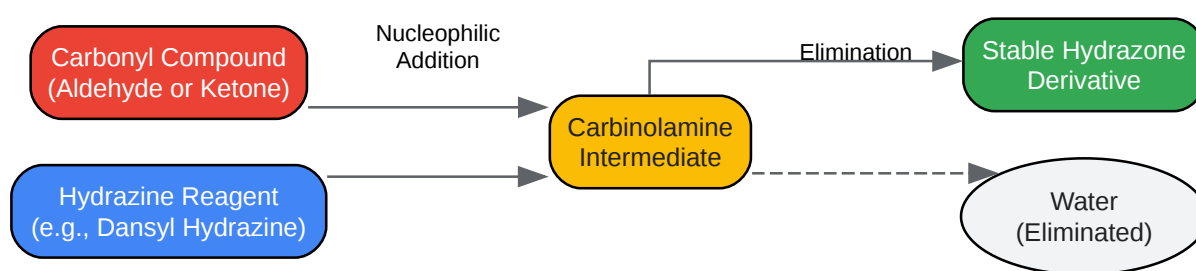 Carbonyl Compound
(Aldehyde or Ketone)
Nucleophilic
Addition
Elimination
Stable Hydrazone
Derivative
Carbinolamine
Intermediate
Hydrazine Reagent
(e.g., Dansyl Hydrazine)
Water
(Eliminated)